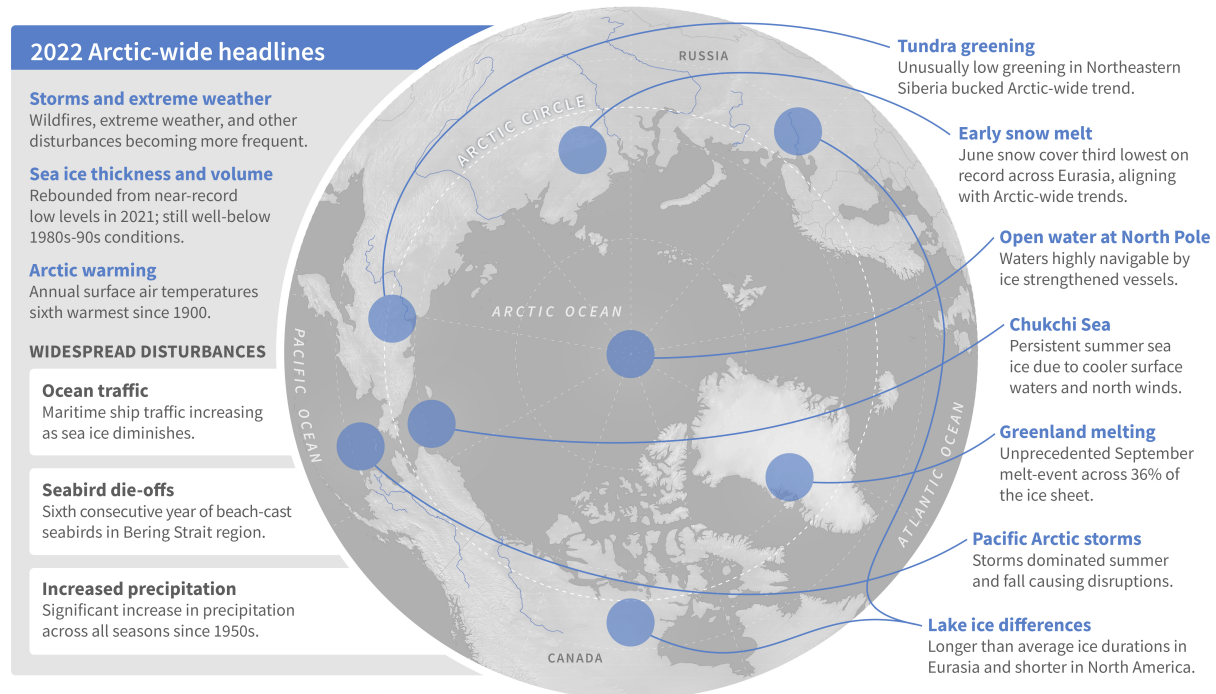 2022 Arctic-wide headlines
Storms and extreme weather
Wildfires, extreme weather, and other
disturbances becoming more frequent.
Sea ice thickness and volume
Rebounded from near-record
low levels in 2021; still well-below
1980s-90s conditions.
Arctic warming
Annual surface air temperatures
sixth warmest since 1900.
WIDESPREAD DISTURBANCES
Ocean traffic
Maritime ship traffic increasing
as sea ice diminishes.
Seabird die-offs
Sixth consecutive year of beach-cast
seabirds in Bering Strait region.
Increased precipitation
Significant increase in precipitation
across all seasons since 1950s.
RUSSIA
ARCTIC CIRCLE
ARCTIC OCEAN
PACIFIC OCEAN
ATLANTIC OCEAN
CANADA
Tundra greening
Unusually low greening in Northeastern
Siberia bucked Arctic-wide trend.
Early snow melt
June snow cover third lowest on
record across Eurasia, aligning
with Arctic-wide trends.
Open water at North Pole
Waters highly navigable by
ice strengthened vessels.
Chukchi Sea
Persistent summer sea
ice due to cooler surface
waters and north winds.
Greenland melting
Unprecedented September
melt-event across 36% of
the ice sheet.
Pacific Arctic storms
Storms dominated summer
and fall causing disruptions.
Lake ice differences
Longer than average ice durations in
Eurasia and shorter in North America.